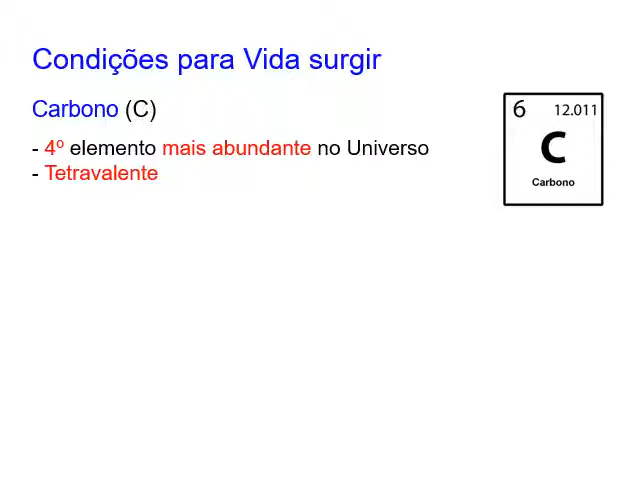 Condições para Vida surgir
Carbono (C)
- 4º elemento mais abundante no Universo
- Tetravalente
6 12.011
C
Carbono